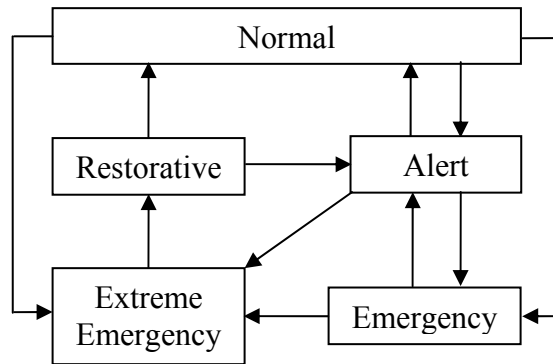 Normal
Restorative
Alert
Extreme
Emergency
Emergency